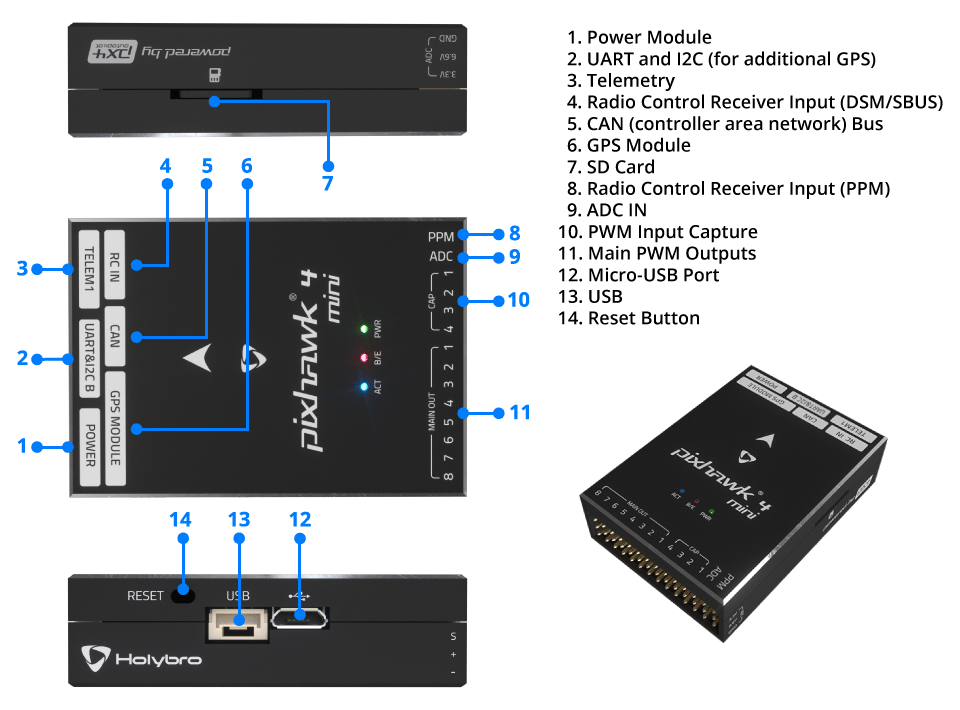 PX4
autopilot
powered by
GND
6.6V
3.3V
ADC
7
1. Power Module
2. UART and I2C (for additional GPS)
3. Telemetry
4. Radio Control Receiver Input (DSM/SBUS)
5. CAN (controller area network) Bus
6. GPS Module
7. SD Card
8. Radio Control Receiver Input (PPM)
9. ADC IN
10. PWM Input Capture
11. Main PWM Outputs
12. Micro-USB Port
13. USB
14. Reset Button
4
5
6
3
2
1
TELEM1
UART&I2C B
POWER
RC IN
CAN
GPS MODULE
pixhawk® 4
mini
PWR
B/E
ACT
PPM
ADC
CAP
1
2
3
4
MAIN OUT
1
2
3
4
5
6
7
8
8
9
10
11
14
13
12
RESET
USB
Holybro
S
+
-
POWER
UART&I2C B
TELEM1
GPS MODULE
CAN
RC IN
pixhawk® 4
mini
ACT
B/E
PWR
MAIN OUT
8 7 6 5 4 3 2 1
CAP
4 3 2 1
ADC
PPM